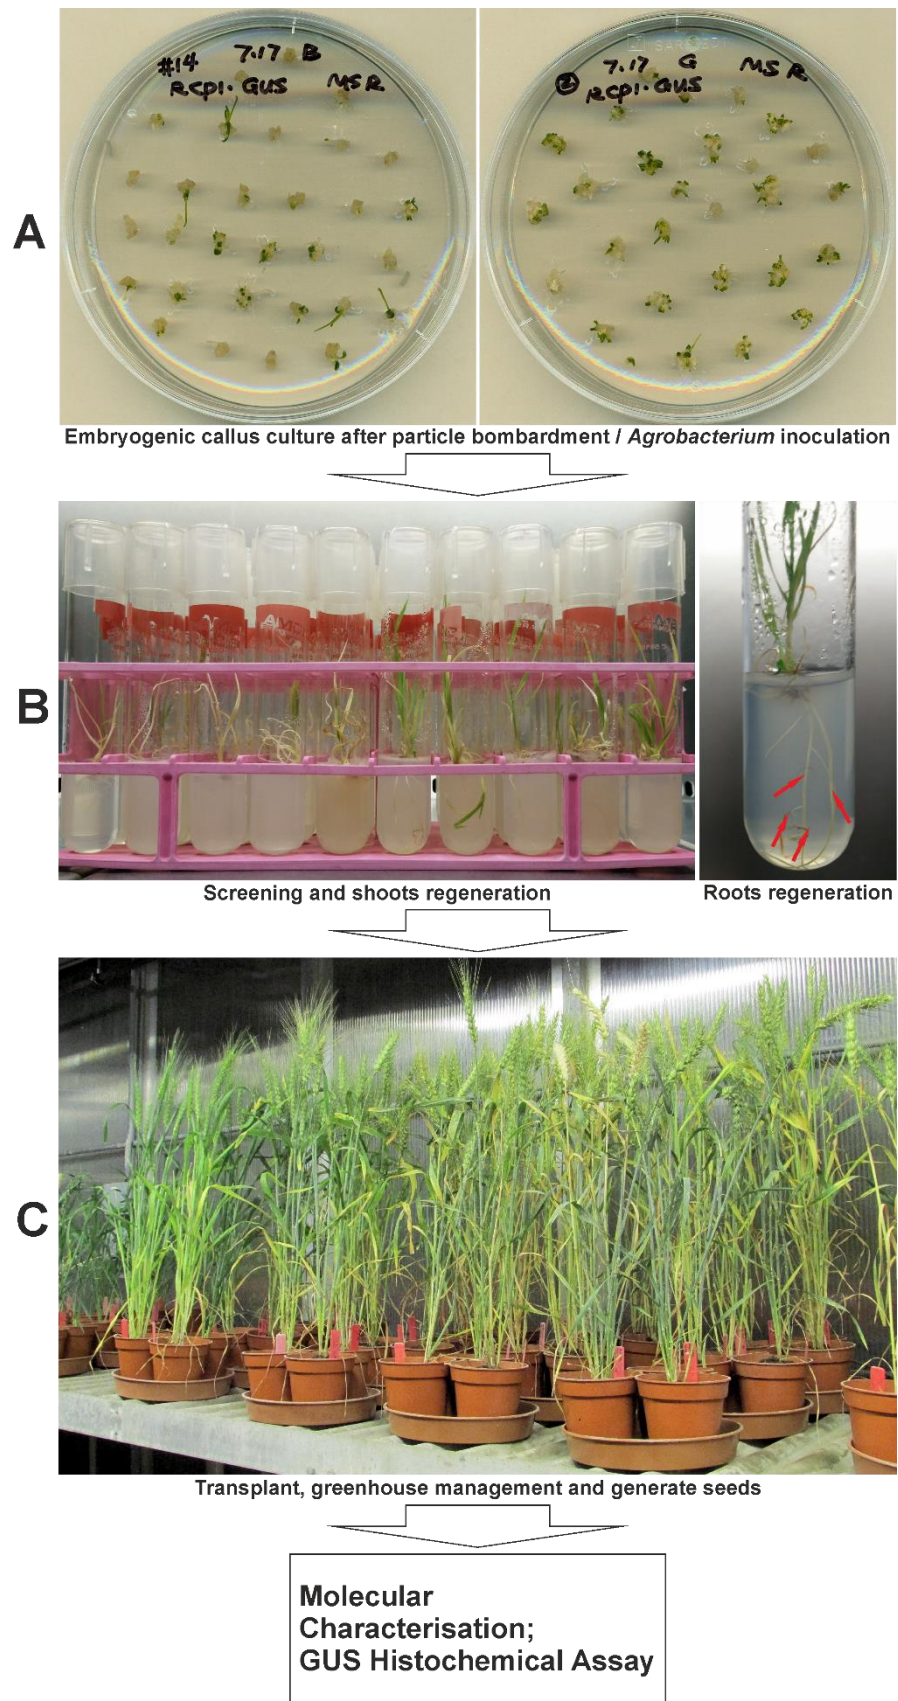 #14 7.17 B
RCP1·GUS MSR
② 7.17 G MSR
RCP1·GUS
A
Embryogenic callus culture after particle bombardment / Agrobacterium inoculation
B
Screening and shoots regeneration
Roots regeneration
C
Transplant, greenhouse management and generate seeds
Molecular
Characterisation;
GUS Histochemical Assay